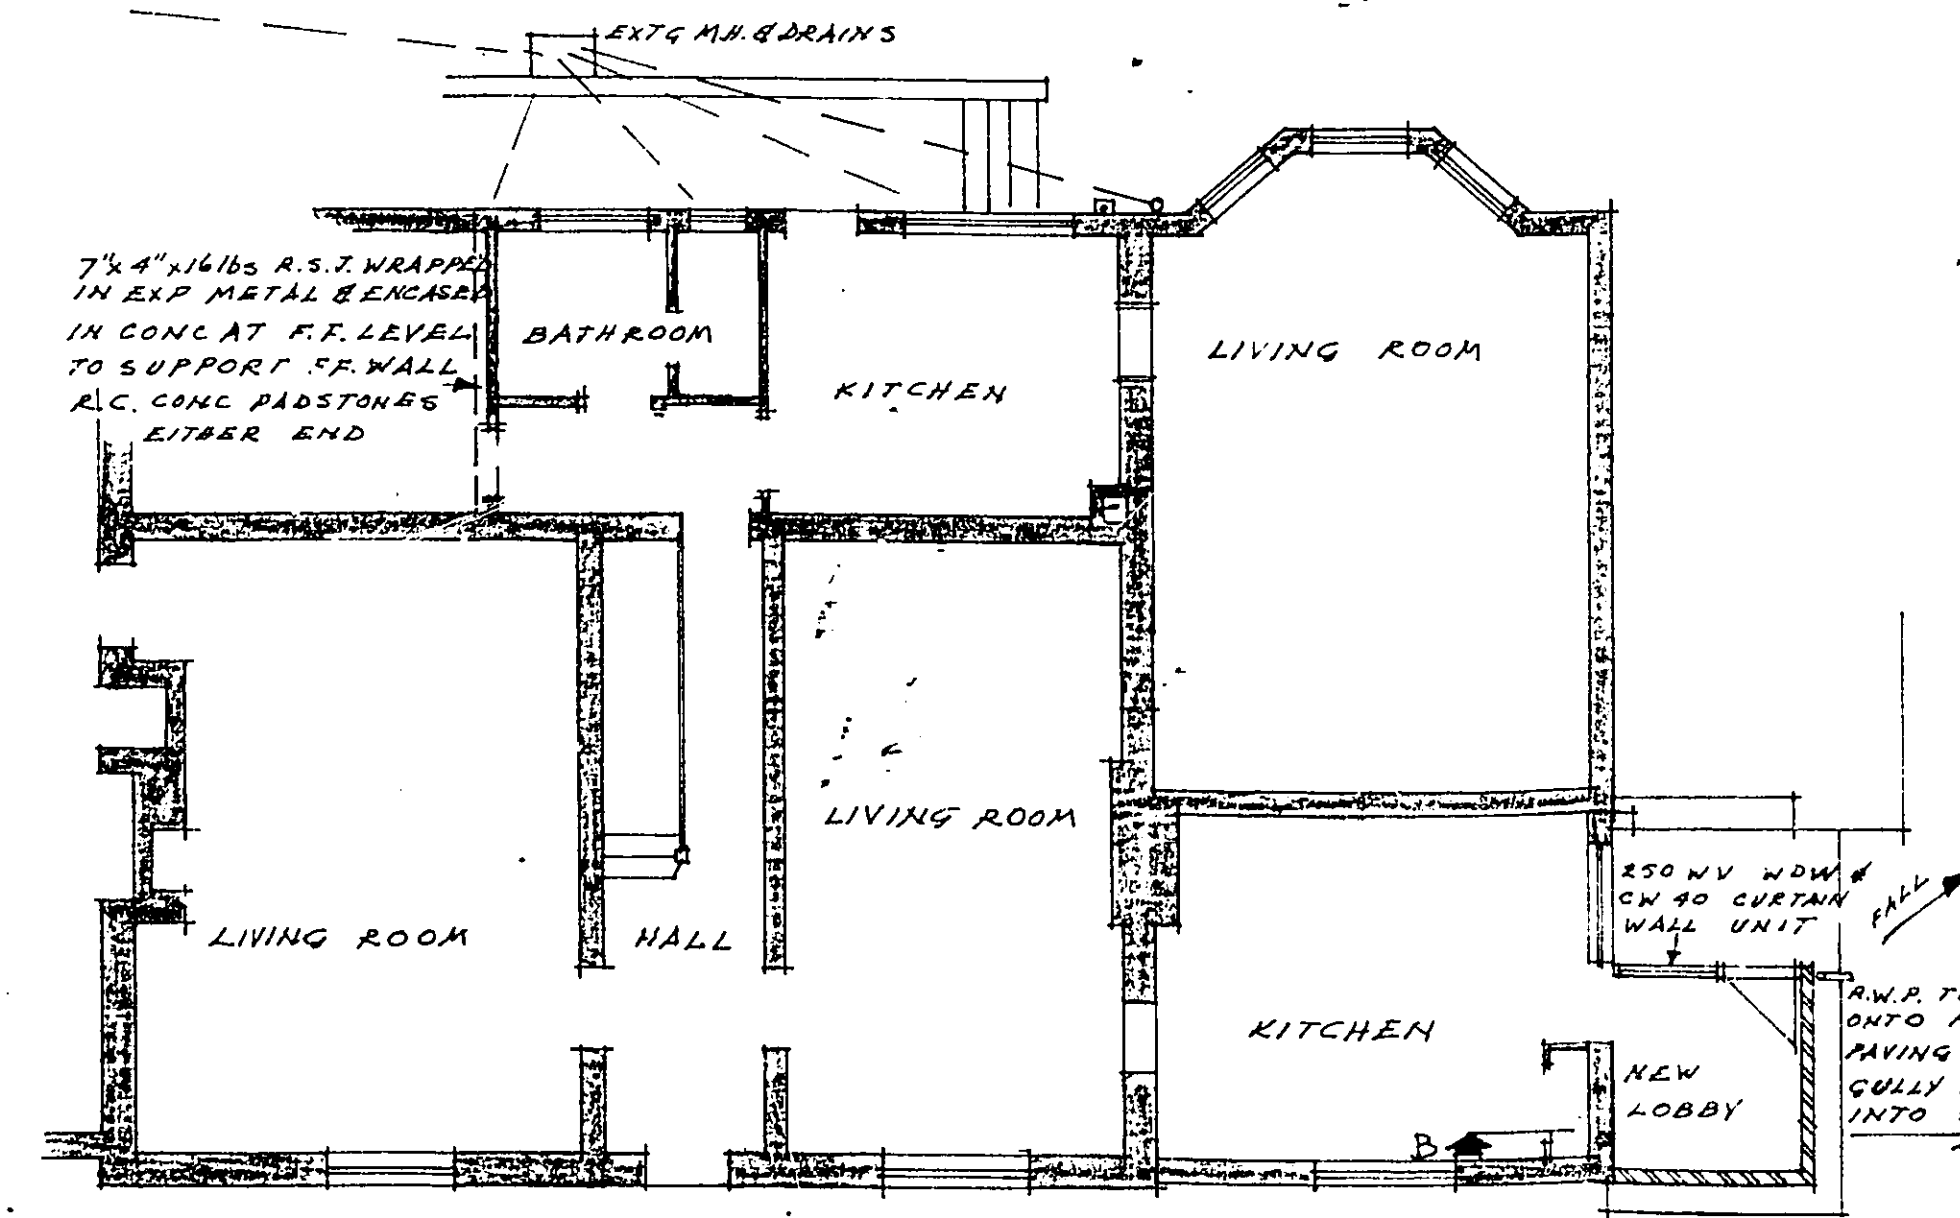 EXTG M.H. & DRAINS
7"x 4"x16lbs R.S.J. WRAPPED
IN EXP METAL & ENCASED
IN CONC AT F.F. LEVEL
TO SUPPORT F.F. WALL
R.C. CONC PADSTONES
EITHER END
BATHROOM
KITCHEN
LIVING ROOM
LIVING ROOM
250 WV WDW &
CW 40 CURTAIN
WALL UNIT
FALL
LIVING ROOM
HALL
KITCHEN
R.W.P.
ONTO
PAVING
GULLY
INTO
NEW
LOBBY
B